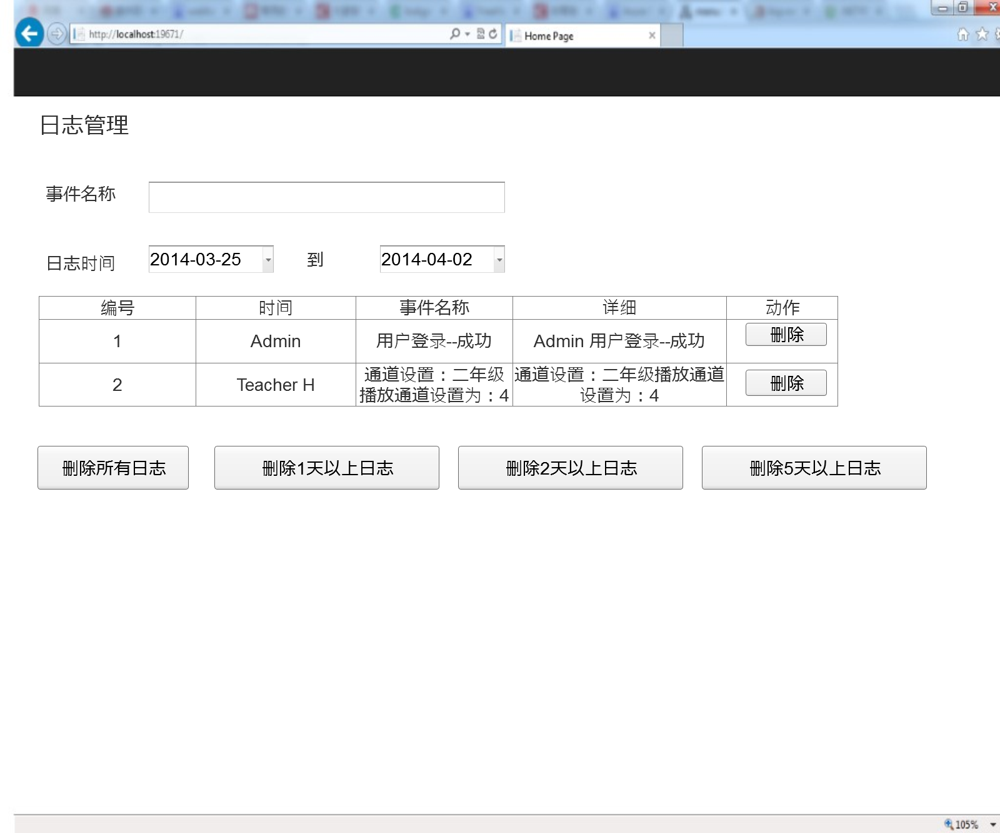 http://localhost:19671/
Home Page
日志管理
事件名称
日志时间 2014-03-25 到 2014-04-02
编号 时间 事件名称 详细 动作
1 Admin 用户登录--成功 Admin 用户登录--成功 删除
2 Teacher H 通道设置：二年级播放通道设置为：4 通道设置：二年级播放通道设置为：4 删除
删除所有日志 删除1天以上日志 删除2天以上日志 删除5天以上日志
105%